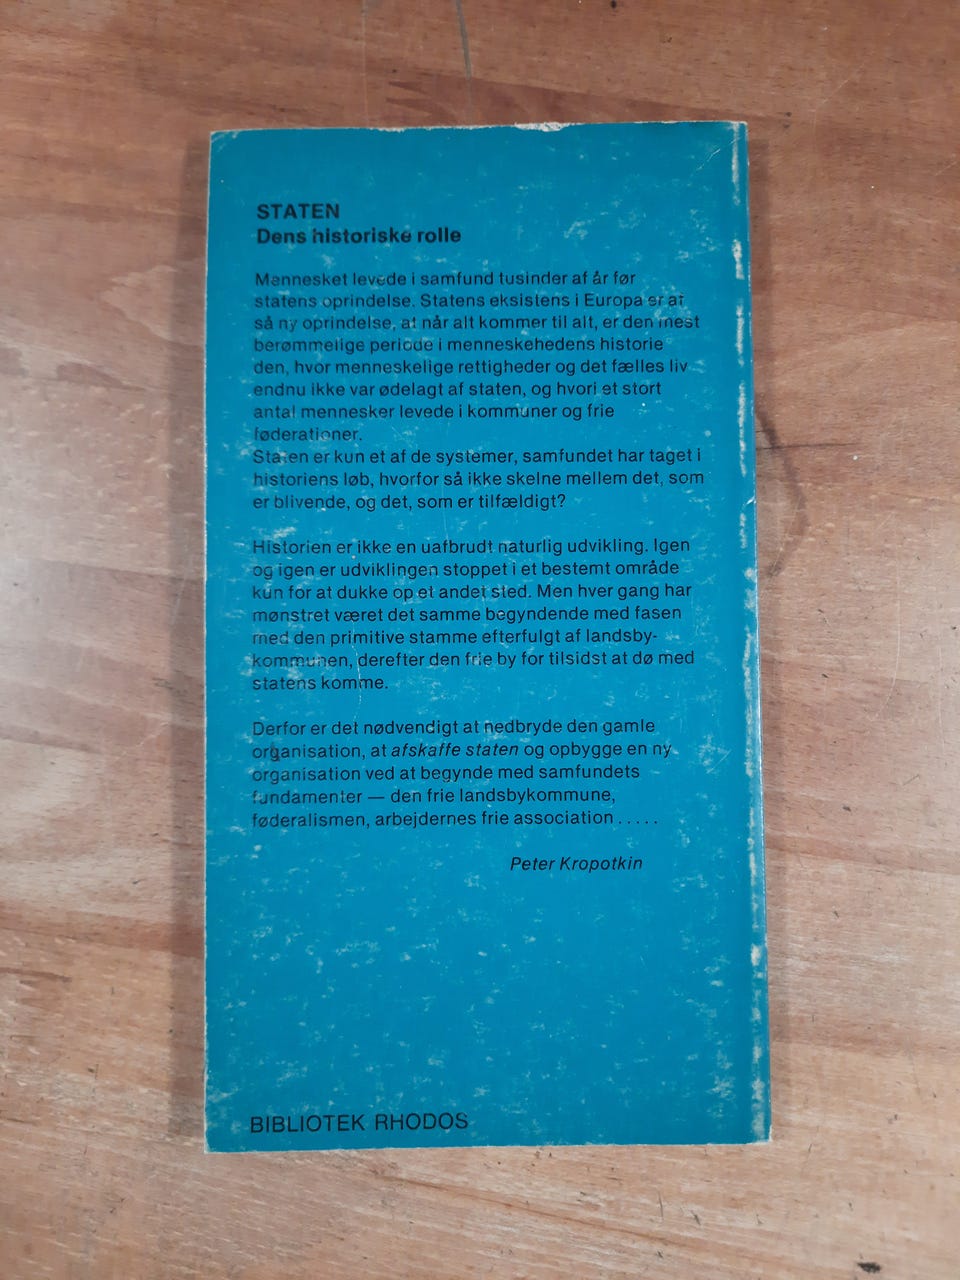 STATEN
Dens historiske rolle
Mennesket levede i samfund tusinder af år før
statens oprindelse. Statens eksistens i Europa er af
så ny oprindelse, at når alt kommer til alt, er den mest
berømmelige periode i menneskehedens historie
den, hvor menneskelige rettigheder og det fælles liv
endnu ikke var ødelagt af staten, og hvori et stort
antal mennesker levede i kommuner og frie
føderationer.
Staten er kun et af de systemer, samfundet har taget i
historiens løb, hvorfor så ikke skelne mellem det, som
er blivende, og det, som er tilfældigt?
Historien er ikke en uafbrudt naturlig udvikling. Igen
og igen er udviklingen stoppet i et bestemt område
kun for at dukke op et andet sted. Men hver gang har
mønstret været det samme begyndende med fasen
med den primitive stamme efterfulgt af landsby-
kommunen, derefter den frie by for tilsidst at dø med
statens komme.
Derfor er det nødvendigt at nedbryde den gamle
organisation, at afskaffe staten og opbygge en ny
organisation ved at begynde med samfundets
fundamenter — den frie landsbykommune,
føderalismen, arbejdernes frie association . . . . .
Peter Kropotkin
BIBLIOTEK RHODOS